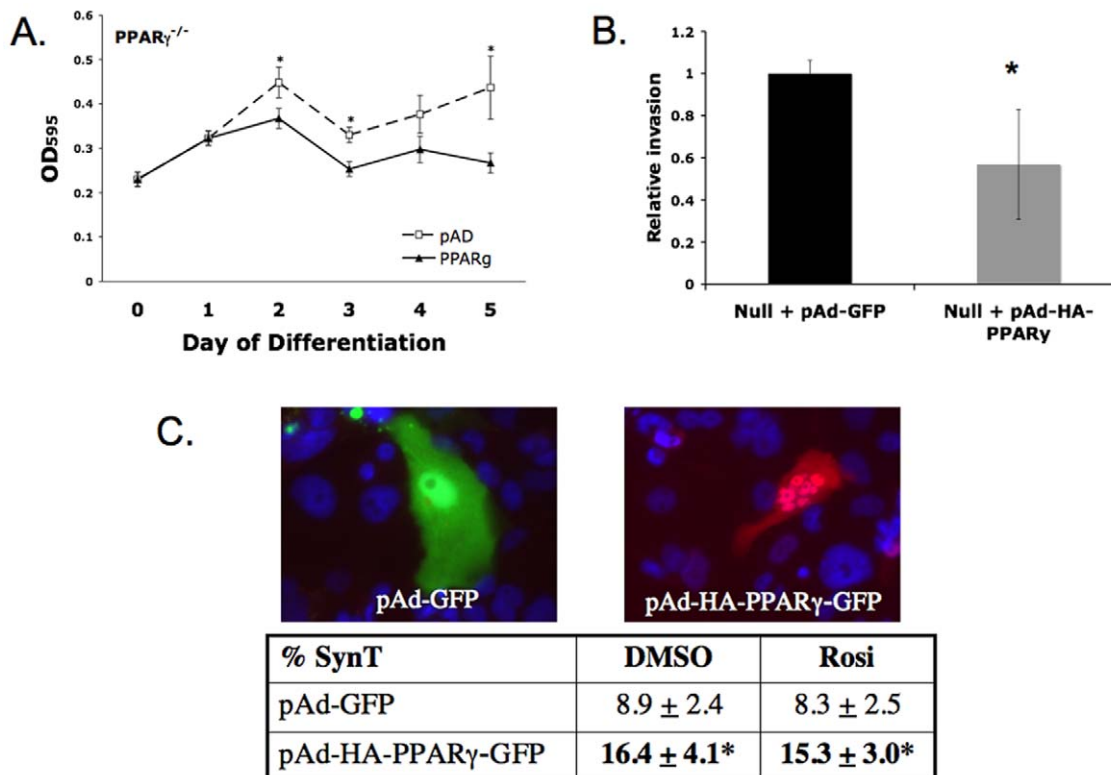 A.
PPARγ-/-
0.6
0.5
0.4
0.3
0.2
0.1
0
OD595
*
*
*
pAD
PPARg
0 1 2 3 4 5
Day of Differentiation
B.
1.2
1
0.8
0.6
0.4
0.2
0
Relative invasion
*
Null + pAd-GFP
Null + pAd-HA-
PPARγ
C.
pAd-GFP
pAd-HA-PPARγ-GFP
% SynT DMSO Rosi
pAd-GFP 8.9 ± 2.4 8.3 ± 2.5
pAd-HA-PPARγ-GFP 16.4 ± 4.1* 15.3 ± 3.0*